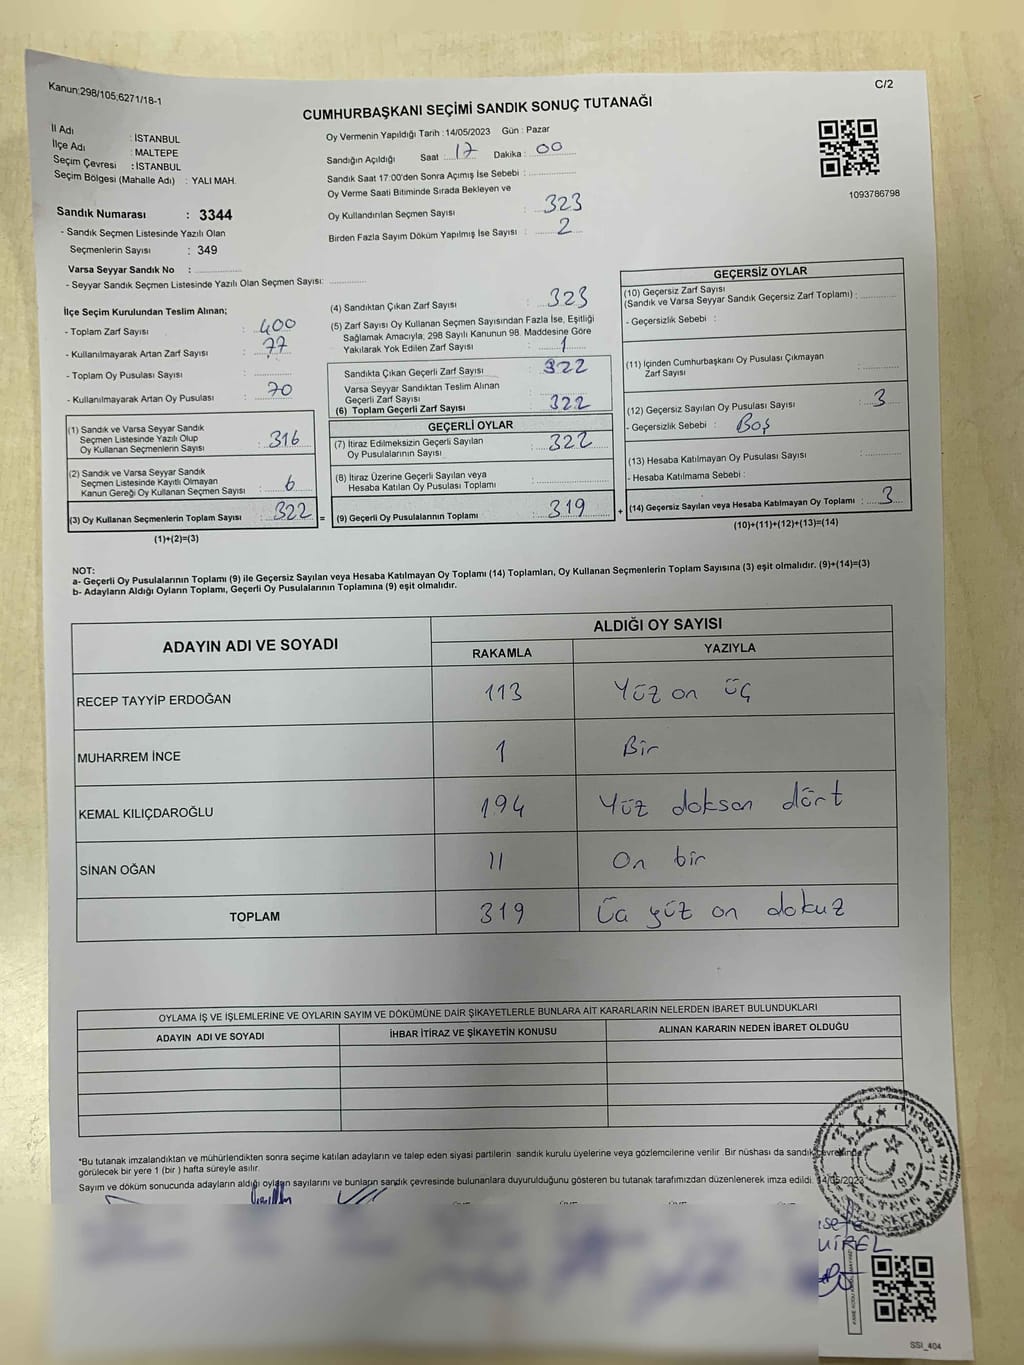 Kanun:298/105;6271/18-1
C/2
CUMHURBAŞKANI SEÇİMİ SANDIK SONUÇ TUTANAĞI
İl Adı : İSTANBUL
İlçe Adı : MALTEPE
Seçim Çevresi : İSTANBUL
Seçim Bölgesi (Mahalle Adı) : YALI MAH.
Sandık Numarası : 3344
- Sandık Seçmen Listesinde Yazılı Olan
Seçmenlerin Sayısı : 349
Varsa Seyyar Sandık No :
- Seyyar Sandık Seçmen Listesinde Yazılı Olan Seçmen Sayısı:
Oy Vermenin Yapıldığı Tarih : 14/05/2023 Gün : Pazar
Sandığın Açıldığı Saat : 17 Dakika : 00
Sandık Saat 17:00'den Sonra Açımış İse Sebebi :
Oy Verme Saati Bitiminde Sırada Bekleyen ve
Oy Kullandırılan Seçmen Sayısı : 323
Birden Fazla Sayım Döküm Yapılmış İse Sayısı : 2
1093786798
İlçe Seçim Kurulundan Teslim Alınan;
- Toplam Zarf Sayısı : 400
- Kullanılmayarak Artan Zarf Sayısı : 77
- Toplam Oy Pusulası Sayısı :
- Kullanılmayarak Artan Oy Pusulası : 70
(1) Sandık ve Varsa Seyyar Sandık
Seçmen Listesinde Yazılı Olup
Oy Kullanan Seçmenlerin Sayısı : 316
(2) Sandık ve Varsa Seyyar Sandık
Seçmen Listesinde Kayıtlı Olmayan
Kanun Gereği Oy Kullanan Seçmen Sayısı : 6
(3) Oy Kullanan Seçmenlerin Toplam Sayısı : 322 =
(1)+(2)=(3)
(4) Sandıktan Çıkan Zarf Sayısı : 323
(5) Zarf Sayısı Oy Kullanan Seçmen Sayısından Fazla İse, Eşitliği
Sağlamak Amacıyla; 298 Sayılı Kanunun 98. Maddesine Göre
Yakılarak Yok Edilen Zarf Sayısı : 1
Sandıkta Çıkan Geçerli Zarf Sayısı : 322
Varsa Seyyar Sandıktan Teslim Alınan
Geçerli Zarf Sayısı :
(6) Toplam Geçerli Zarf Sayısı : 322
GEÇERLİ OYLAR
(7) İtiraz Edilmeksizin Geçerli Sayılan
Oy Pusulalarının Sayısı : 322
(8) İtiraz Üzerine Geçerli Sayılan veya
Hesaba Katılan Oy Pusulası Toplamı :
(9) Geçerli Oy Pusulalarının Toplamı : 319 +
GEÇERSİZ OYLAR
(10) Geçersiz Zarf Sayısı
(Sandık ve Varsa Seyyar Sandık Geçersiz Zarf Toplamı) :
- Geçersizlik Sebebi :
(11) İçinden Cumhurbaşkanı Oy Pusulası Çıkmayan
Zarf Sayısı :
(12) Geçersiz Sayılan Oy Pusulası Sayısı : 3
- Geçersizlik Sebebi : Boş
(13) Hesaba Katılmayan Oy Pusulası Sayısı :
- Hesaba Katılmama Sebebi :
(14) Geçersiz Sayılan veya Hesaba Katılmayan Oy Toplamı : 3
(10)+(11)+(12)+(13)=(14)
NOT:
a- Geçerli Oy Pusulalarının Toplamı (9) ile Geçersiz Sayılan veya Hesaba Katılmayan Oy Toplamı (14) Toplamları, Oy Kullanan Seçmenlerin Toplam Sayısına (3) eşit olmalıdır. (9)+(14)=(3)
b- Adayların Aldığı Oyların Toplamı, Geçerli Oy Pusulalarının Toplamına (9) eşit olmalıdır.
ADAYIN ADI VE SOYADI ALDIĞI OY SAYISI
RAKAMLA YAZIYLA
RECEP TAYYİP ERDOĞAN 113 Yüz on üç
MUHARREM İNCE 1 Bir
KEMAL KILIÇDAROĞLU 194 Yüz doksan dört
SİNAN OĞAN 11 On bir
TOPLAM 319 Üç yüz on dokuz
OYLAMA İŞ VE İŞLEMLERİNE VE OYLARIN SAYIM VE DÖKÜMÜNE DAİR ŞİKAYETLERLE BUNLARA AİT KARARLARIN NELERDEN İBARET BULUNDUKLARI
ADAYIN ADI VE SOYADI İHBAR İTİRAZ VE ŞİKAYETİN KONUSU ALINAN KARARIN NEDEN İBARET OLDUĞU
*Bu tutanak imzalandıktan ve mühürlendikten sonra seçime katılan adayların ve talep eden siyasi partilerin sandık kurulu üyelerine veya gözlemcilerine verilir. Bir nüshası da sandık çevresinde
görülecek bir yere 1 (bir ) hafta süreyle asılır.
Sayım ve döküm sonucunda adayların aldığı oyların sayılarını ve bunların sandık çevresinde bulunanlara duyurulduğunu gösteren bu tutanak tarafımızdan düzenlenerek imza edildi. 14/05/2023
1923
SSI_404